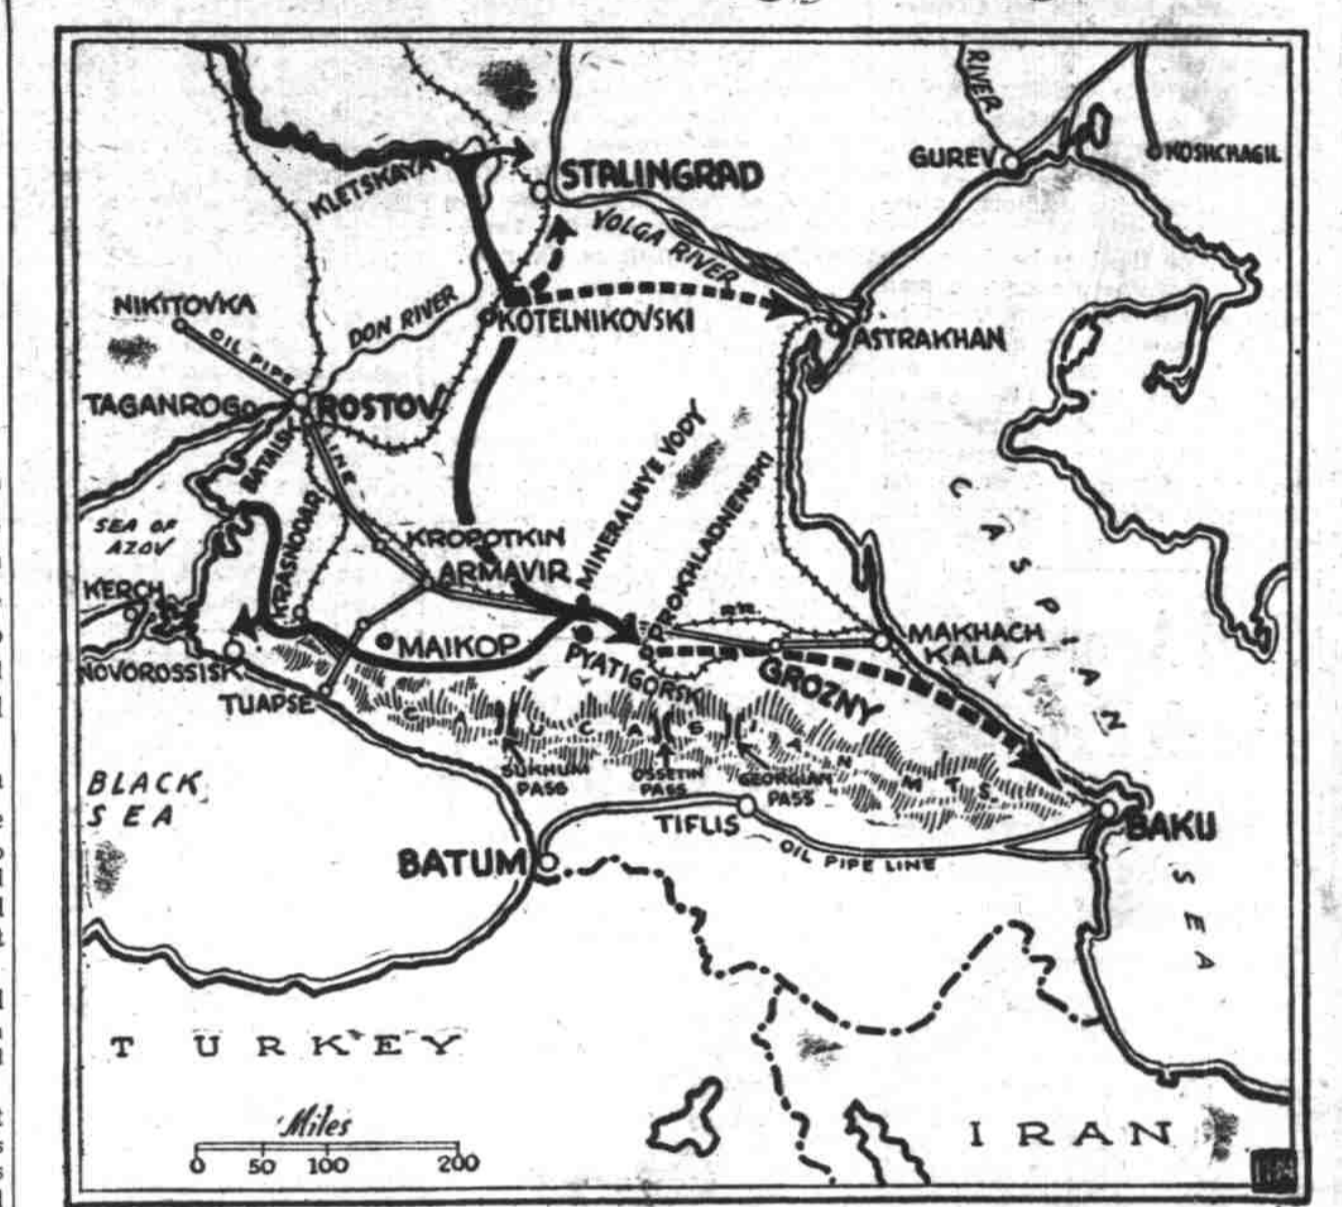 RIVER
GUREV
KOSHCHAGIL
KLETSKAYA
STALINGRAD
VOLGA RIVER
NIKITOVKA
OIL PIPE
LINE
DON RIVER
KOTELNIKOVSKI
ASTRAKHAN
TAGANROG
ROSTOV
BATAISK
MINERALNYE VODY
PROKHLADNENSKI
SEA OF
AZOV
KRASNODAR
KROPOTKIN
ARMAVIR
KERCH
RR.
MAIKOP
MAKHACH
KALA
NOVOROSSISK
PYATIGORSK
GROZNY
TUAPSE
CASPIAN
SEA
CAUCASIAN MTS.
SUKHUM
PASS
OSSETIN
PASS
GEORGIAN
PASS
BLACK
SEA
TIFLIS
BAKU
OIL PIPE LINE
BATUM
TURKEY
IRAN
Miles
0 50 100 200